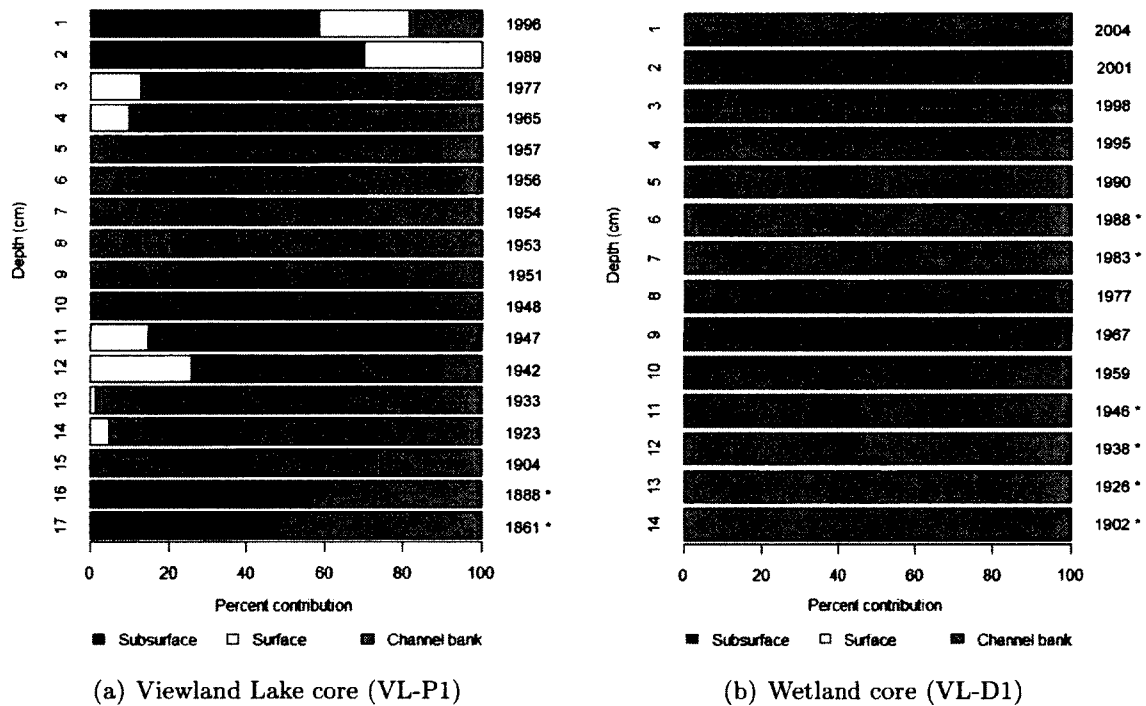 1 1996
2 1989
3 1977
4 1965
5 1957
6 1956
7 1954
8 1953
9 1951
10 1948
11 1947
12 1942
13 1933
14 1923
15 1904
16 1888 *
17 1861 *
Depth (cm)
0 20 40 60 80 100
Percent contribution
Subsurface Surface Channel bank
(a) Viewland Lake core (VL-P1)
1 2004
2 2001
3 1998
4 1995
5 1990
6 1988 *
7 1983 *
8 1977
9 1967
10 1959
11 1946 *
12 1938 *
13 1926 *
14 1902 *
Depth (cm)
0 20 40 60 80 100
Percent contribution
Subsurface Surface Channel bank
(b) Wetland core (VL-D1)